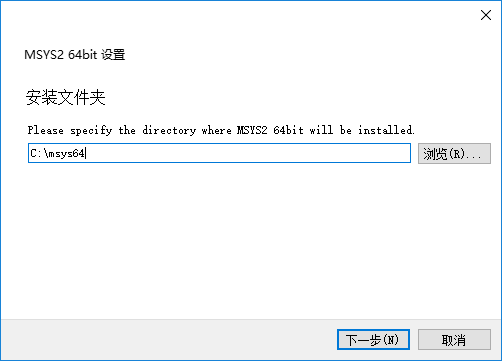 MSYS2 64bit 设置
安装文件夹
Please specify the directory where MSYS2 64bit will be installed.
C:\msys64
浏览(R)...
下一步(N)
取消